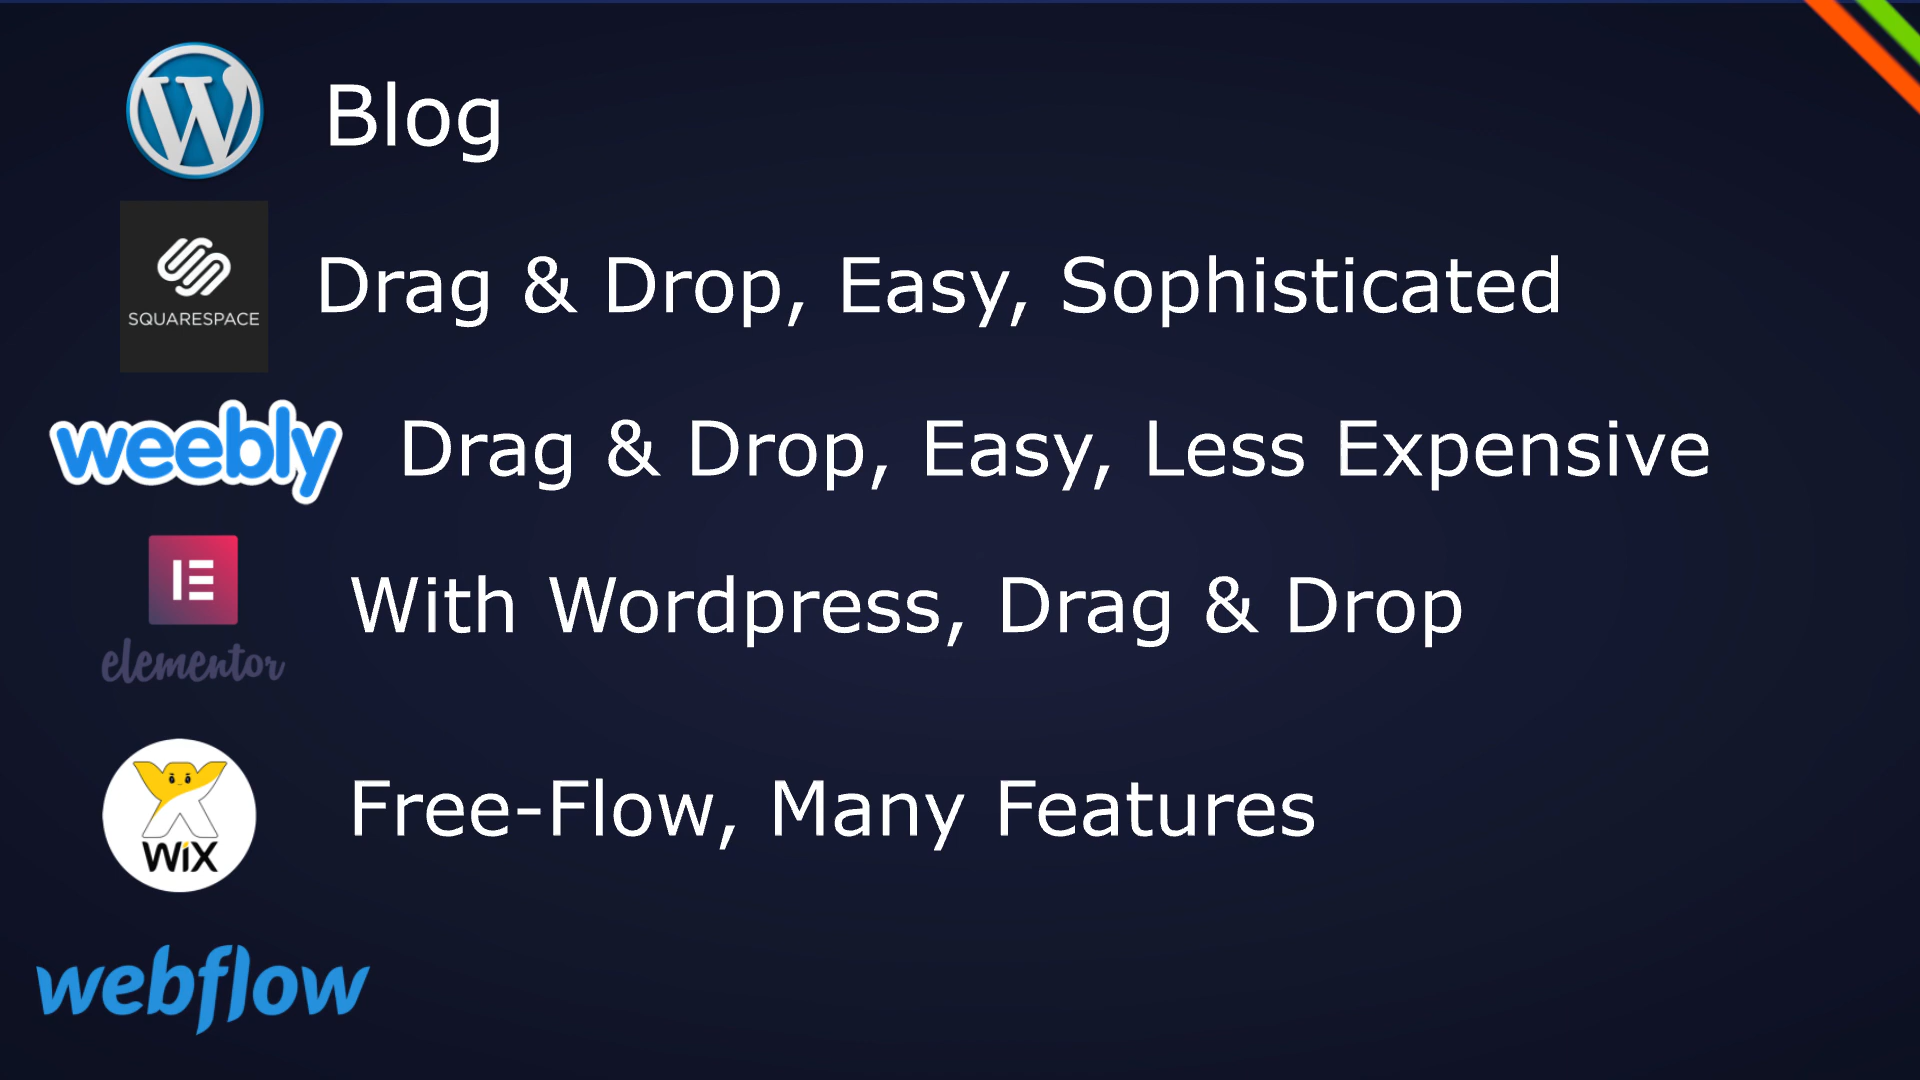 W Blog
SQUARESPACE Drag & Drop, Easy, Sophisticated
weebly Drag & Drop, Easy, Less Expensive
elementor With Wordpress, Drag & Drop
WiX Free-Flow, Many Features
webflow